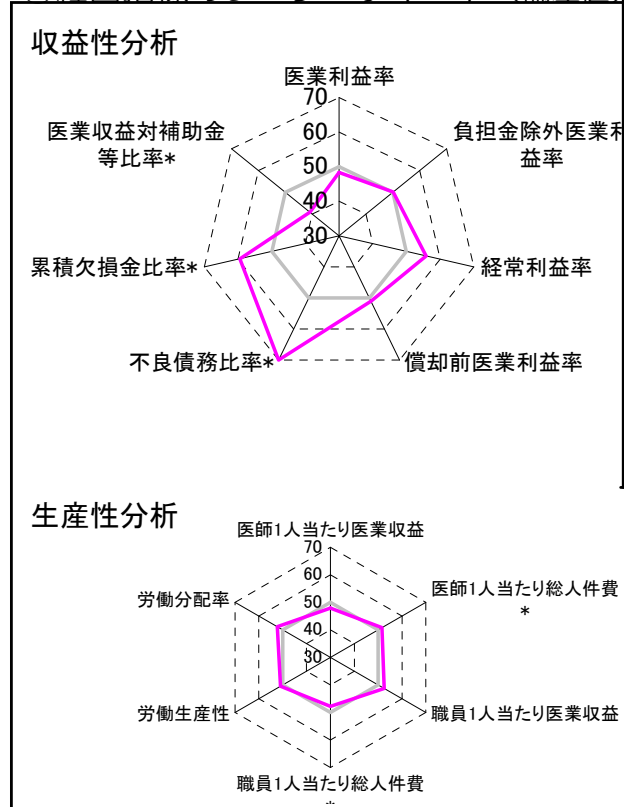 収益性分析
医業利益率
70
60
50
40
30
医業収益対補助金
等比率*
負担金除外医業利
益率
累積欠損金比率*
経常利益率
不良債務比率*
償却前医業利益率
生産性分析
医師1人当たり医業収益
70
60
50
40
30
労働分配率
医師1人当たり総人件費
*
労働生産性
職員1人当たり医業収益
職員1人当たり総人件費
*